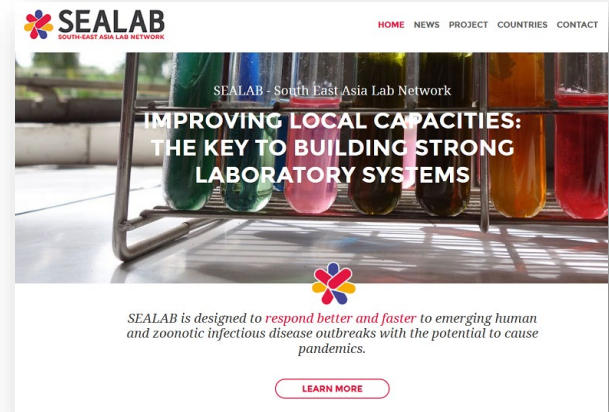 SEALAB
SOUTH-EAST ASIA LAB NETWORK
HOME NEWS PROJECT COUNTRIES CONTACT
SEALAB - South East Asia Lab Network
IMPROVING LOCAL CAPACITIES:
THE KEY TO BUILDING STRONG
LABORATORY SYSTEMS
SEALAB is designed to respond better and faster to emerging human
and zoonotic infectious disease outbreaks with the potential to cause
pandemics.
LEARN MORE